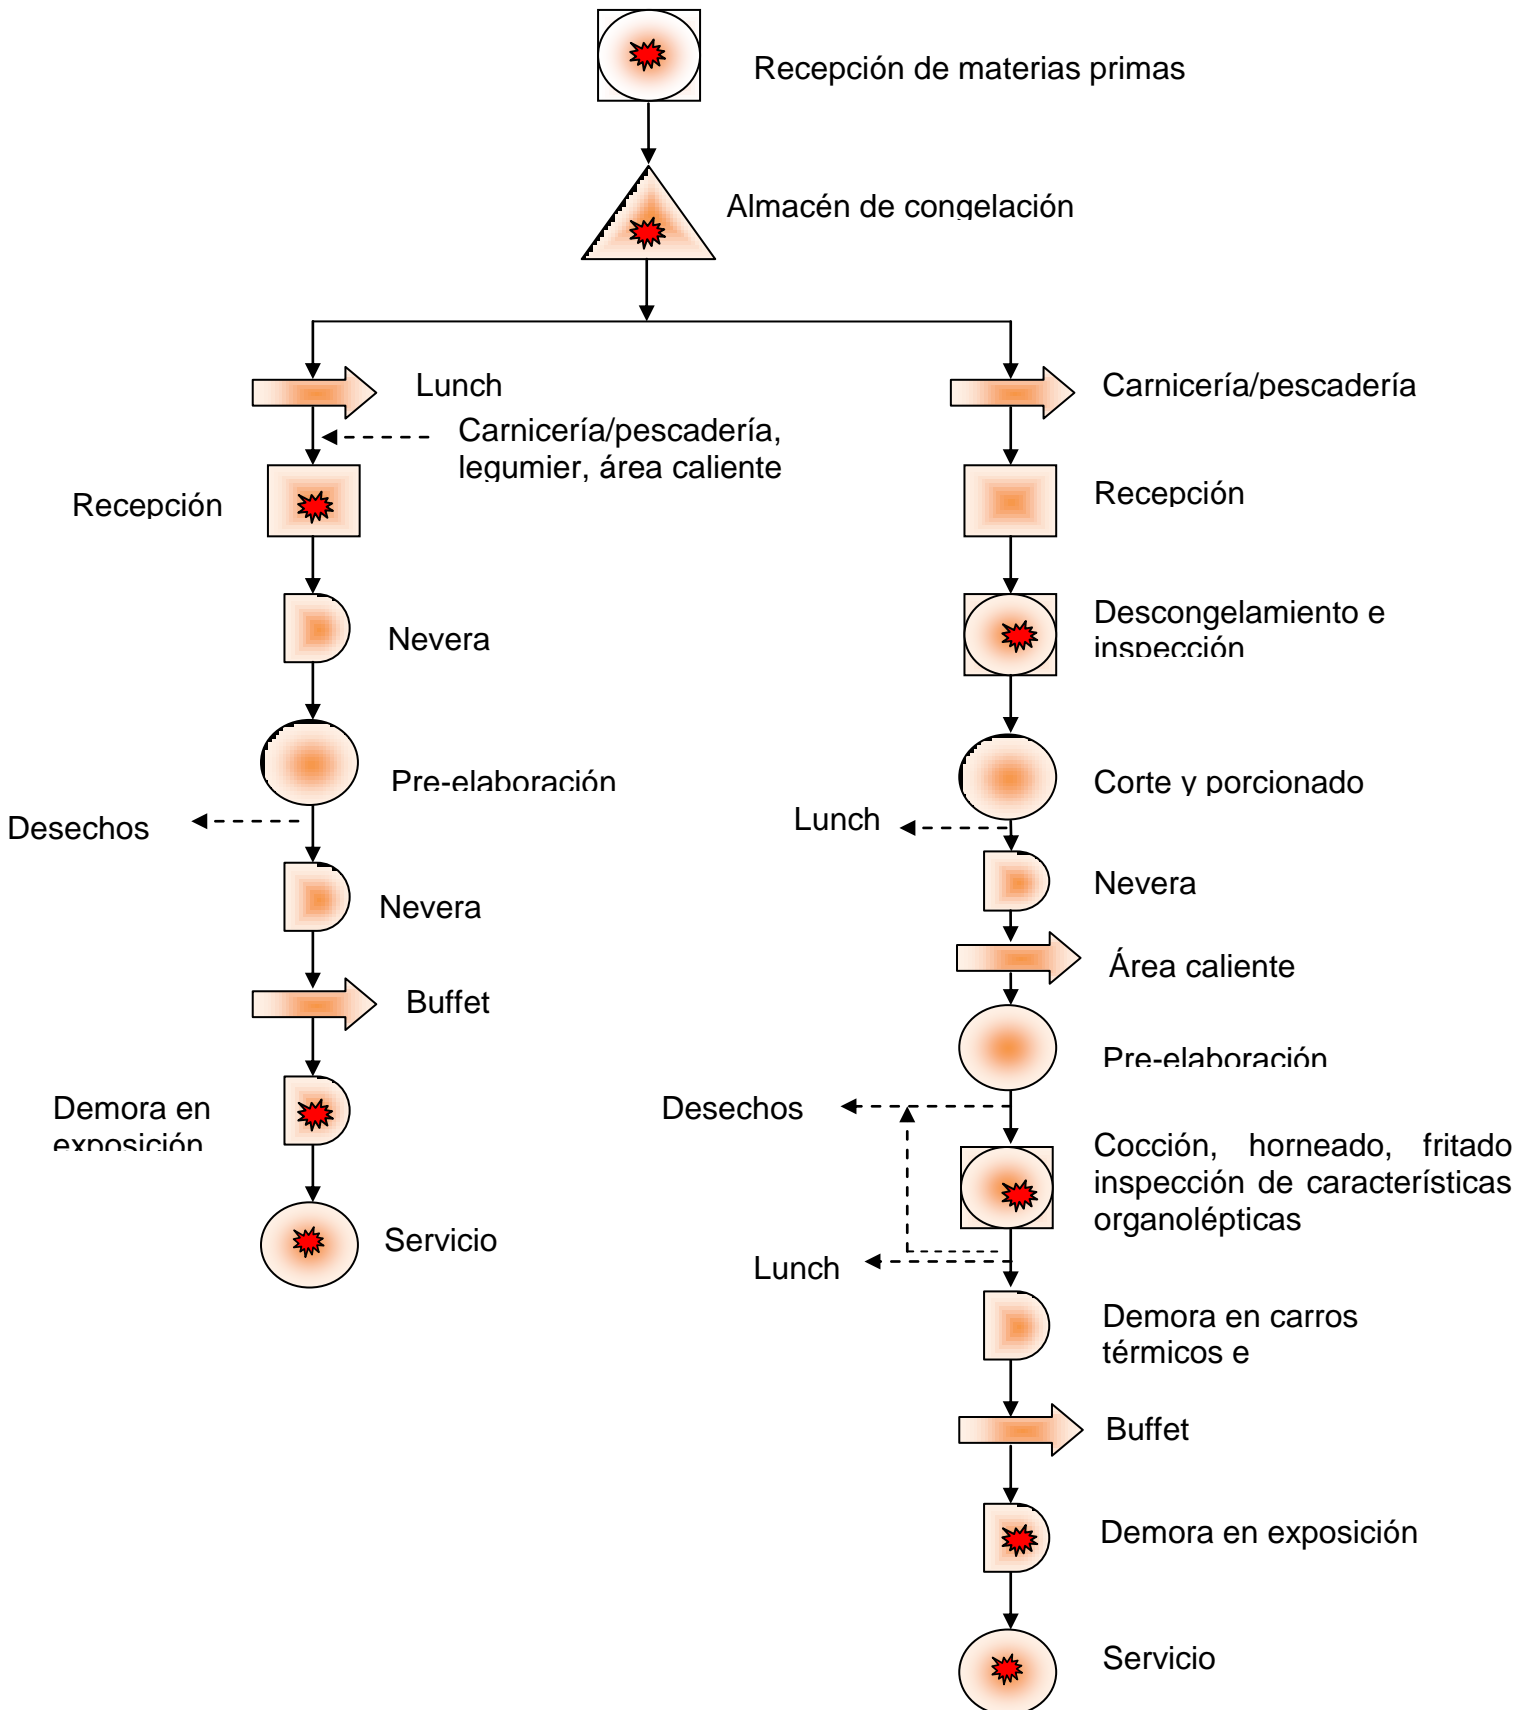 Recepción de materias primas
Almacén de congelación
Lunch
Carnicería/pescadería,
legumier, área caliente
Recepción
Nevera
Pre-elaboración
Desechos
Nevera
Buffet
Demora en
exposición
Servicio
Carnicería/pescadería
Recepción
Descongelamiento e
inspección
Corte y porcionado
Lunch
Nevera
Área caliente
Pre-elaboración
Desechos
Cocción, horneado, fritado
inspección de características
organolépticas
Lunch
Demora en carros
térmicos e
Buffet
Demora en exposición
Servicio